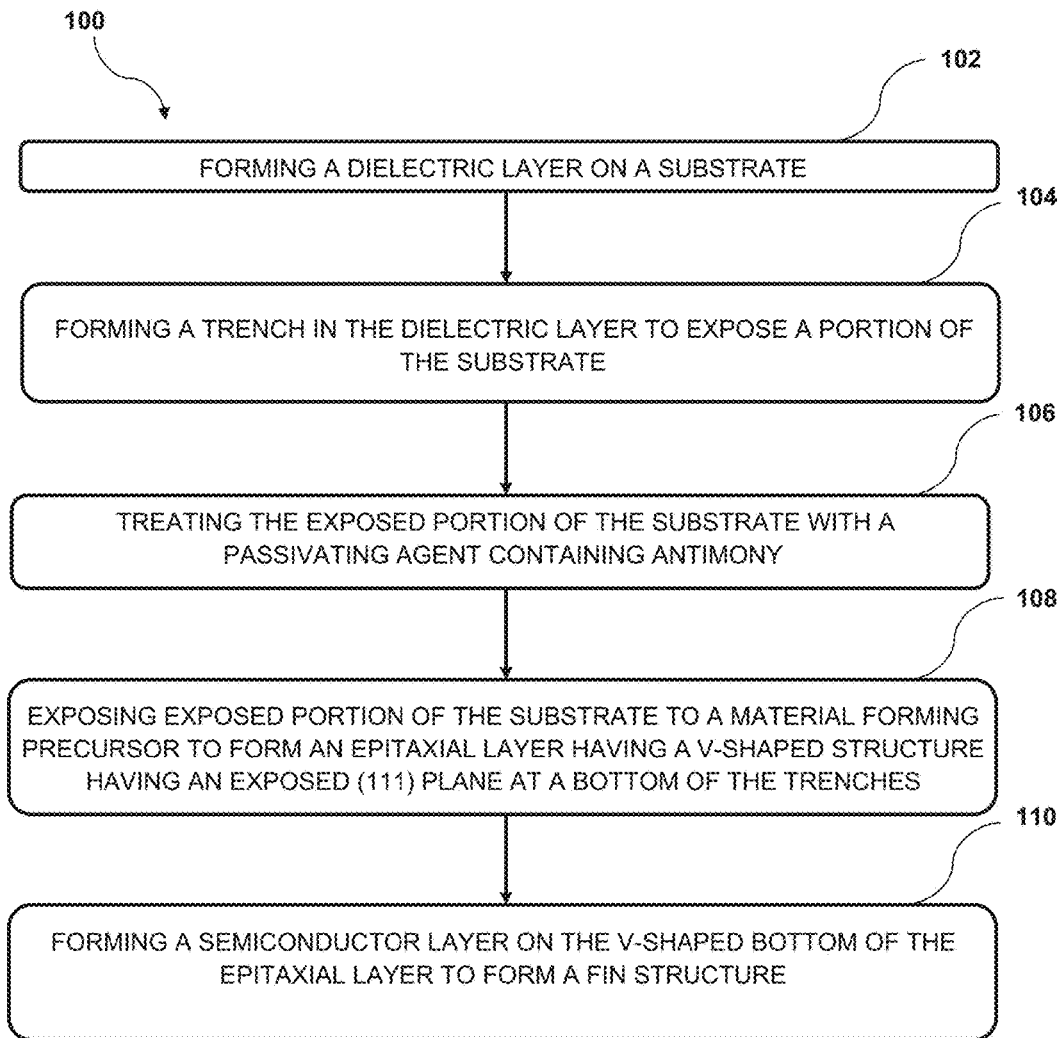 100
102
FORMING A DIELECTRIC LAYER ON A SUBSTRATE
104
FORMING A TRENCH IN THE DIELECTRIC LAYER TO EXPOSE A PORTION OF
THE SUBSTRATE
106
TREATING THE EXPOSED PORTION OF THE SUBSTRATE WITH A
PASSIVATING AGENT CONTAINING ANTIMONY
108
EXPOSING EXPOSED PORTION OF THE SUBSTRATE TO A MATERIAL FORMING
PRECURSOR TO FORM AN EPITAXIAL LAYER HAVING A V-SHAPED STRUCTURE
HAVING AN EXPOSED (111) PLANE AT A BOTTOM OF THE TRENCHES
110
FORMING A SEMICONDUCTOR LAYER ON THE V-SHAPED BOTTOM OF THE
EPITAXIAL LAYER TO FORM A FIN STRUCTURE